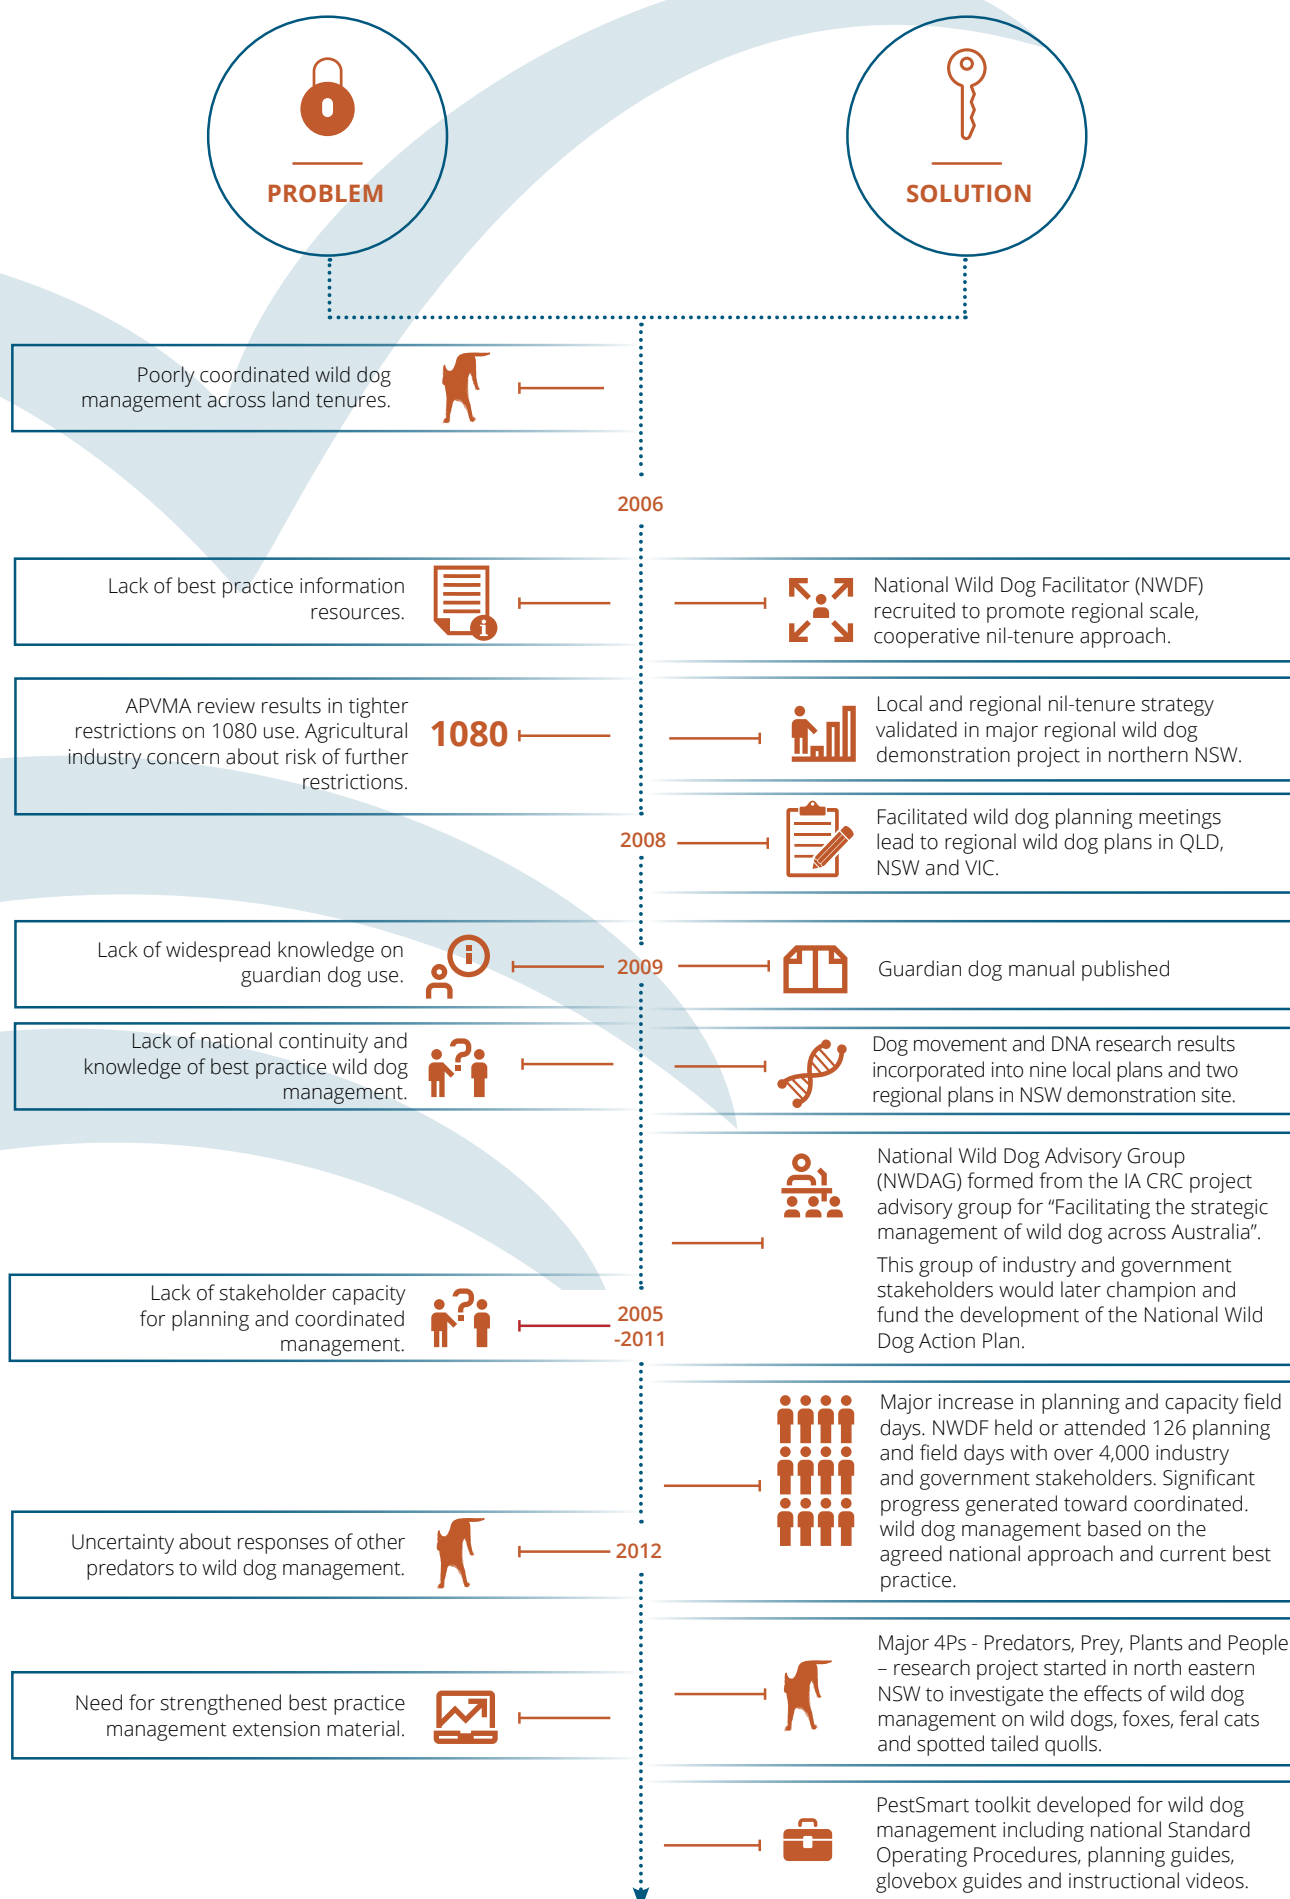 PROBLEM
SOLUTION
Poorly coordinated wild dog
management across land tenures.
2006
Lack of best practice information
resources.
National Wild Dog Facilitator (NWDF)
recruited to promote regional scale,
cooperative nil-tenure approach.
APVMA review results in tighter
restrictions on 1080 use. Agricultural
industry concern about risk of further
restrictions.
1080
Local and regional nil-tenure strategy
validated in major regional wild dog
demonstration project in northern NSW.
2008
Facilitated wild dog planning meetings
lead to regional wild dog plans in QLD,
NSW and VIC.
Lack of widespread knowledge on
guardian dog use.
2009
Guardian dog manual published
Lack of national continuity and
knowledge of best practice wild dog
management.
Dog movement and DNA research results
incorporated into nine local plans and two
regional plans in NSW demonstration site.
National Wild Dog Advisory Group
(NWDAG) formed from the IA CRC project
advisory group for “Facilitating the strategic
management of wild dog across Australia”.
This group of industry and government
stakeholders would later champion and
fund the development of the National Wild
Dog Action Plan.
Lack of stakeholder capacity
for planning and coordinated
management.
2005
-2011
Major increase in planning and capacity field
days. NWDF held or attended 126 planning
and field days with over 4,000 industry
and government stakeholders. Significant
progress generated toward coordinated.
wild dog management based on the
agreed national approach and current best
practice.
Uncertainty about responses of other
predators to wild dog management.
2012
Major 4Ps - Predators, Prey, Plants and People
– research project started in north eastern
NSW to investigate the effects of wild dog
management on wild dogs, foxes, feral cats
and spotted tailed quolls.
Need for strengthened best practice
management extension material.
PestSmart toolkit developed for wild dog
management including national Standard
Operating Procedures, planning guides,
glovebox guides and instructional videos.